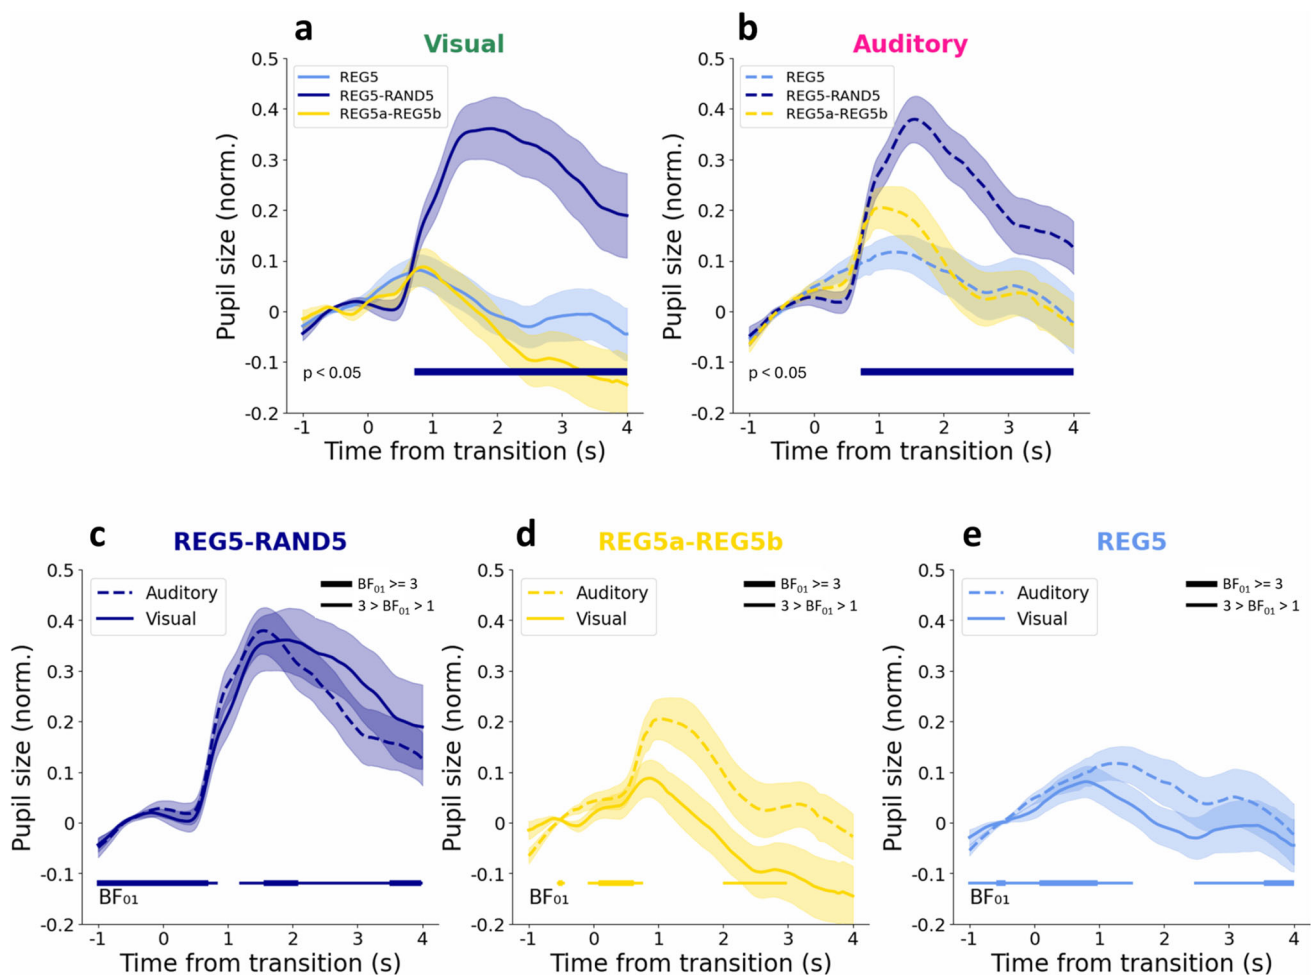 a
Visual
0.5
0.4
0.3
0.2
0.1
0
-0.1
-0.2
Pupil size (norm.)
REG5
REG5-RAND5
REG5a-REG5b
p < 0.05
-1 0 1 2 3 4
Time from transition (s)
b
Auditory
0.5
0.4
0.3
0.2
0.1
0
-0.1
-0.2
Pupil size (norm.)
REG5
REG5-RAND5
REG5a-REG5b
p < 0.05
-1 0 1 2 3 4
Time from transition (s)
c
REG5-RAND5
0.5
0.4
0.3
0.2
0.1
0
-0.1
-0.2
Pupil size (norm.)
Auditory
Visual
BF₀₁ >= 3
3 > BF₀₁ > 1
BF₀₁
-1 0 1 2 3 4
Time from transition (s)
d
REG5a-REG5b
0.5
0.4
0.3
0.2
0.1
0
-0.1
-0.2
Pupil size (norm.)
Auditory
Visual
BF₀₁ >= 3
3 > BF₀₁ > 1
BF₀₁
-1 0 1 2 3 4
Time from transition (s)
e
REG5
0.5
0.4
0.3
0.2
0.1
0
-0.1
-0.2
Pupil size (norm.)
Auditory
Visual
BF₀₁ >= 3
3 > BF₀₁ > 1
BF₀₁
-1 0 1 2 3 4
Time from transition (s)